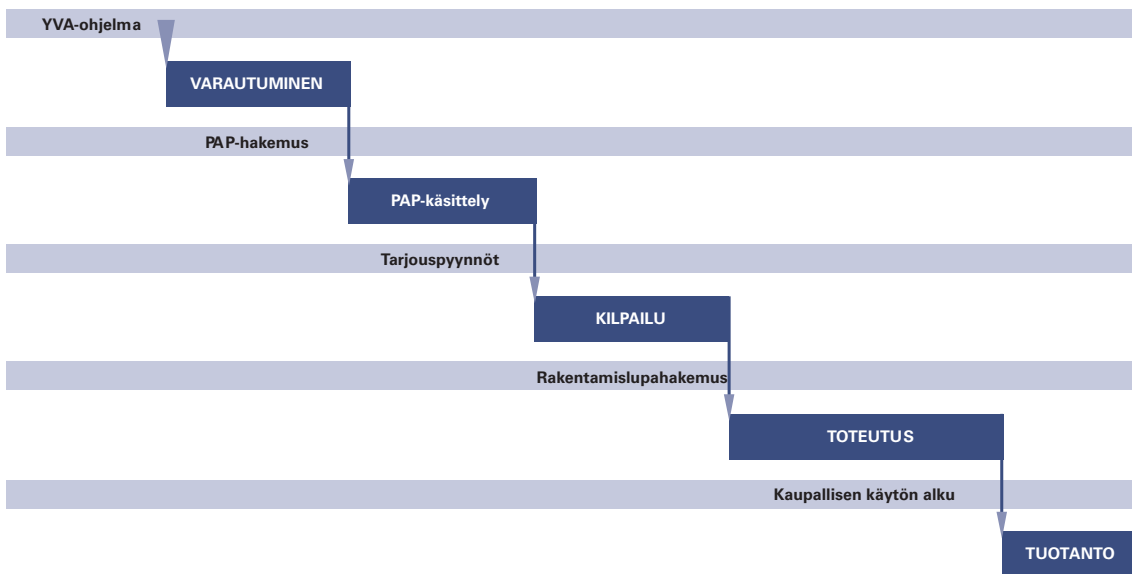 YVA-ohjelma
VARAUTUMINEN
PAP-hakemus
PAP-käsittely
Tarjouspyynnöt
KILPAILU
Rakentamislupahakemus
TOTEUTUS
Kaupallisen käytön alku
TUOTANTO